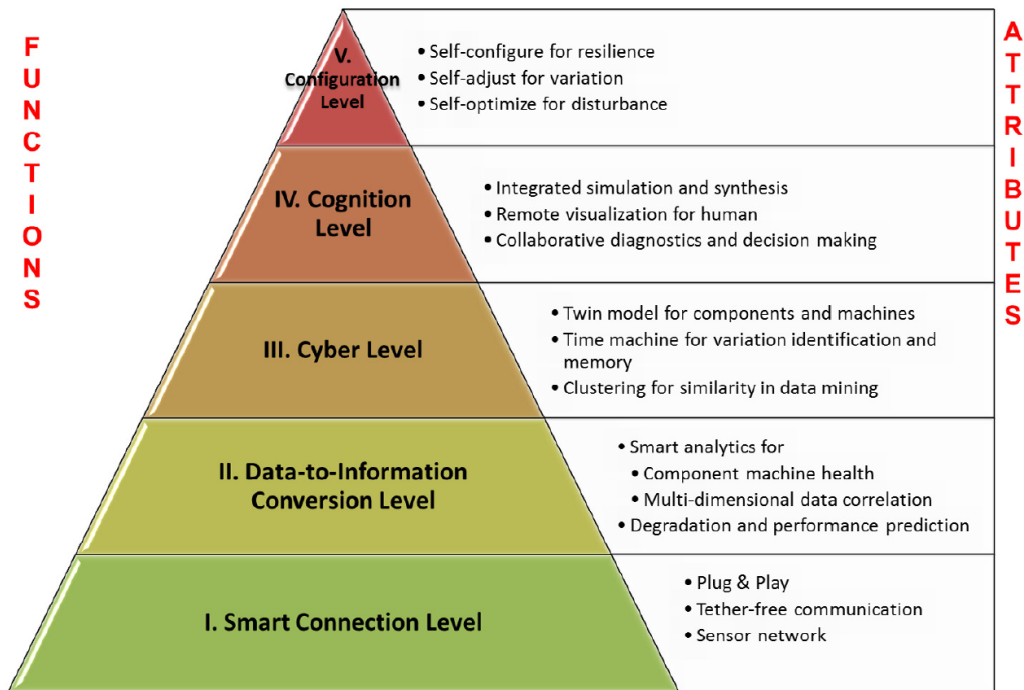 FUNCTIONS
ATTRIBUTES
V.
Configuration
Level
• Self-configure for resilience
• Self-adjust for variation
• Self-optimize for disturbance
IV. Cognition
Level
• Integrated simulation and synthesis
• Remote visualization for human
• Collaborative diagnostics and decision making
III. Cyber Level
• Twin model for components and machines
• Time machine for variation identification and
memory
• Clustering for similarity in data mining
II. Data-to-Information
Conversion Level
• Smart analytics for
• Component machine health
• Multi-dimensional data correlation
• Degradation and performance prediction
I. Smart Connection Level
• Plug & Play
• Tether-free communication
• Sensor network